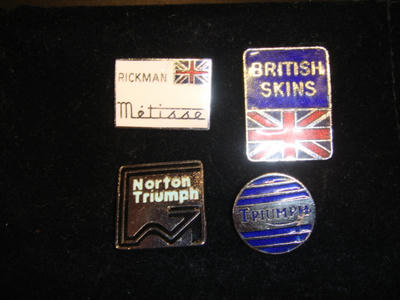 RICKMAN
Métisse
BRITISH
SKINS
Norton
Triumph
TRIUMPH